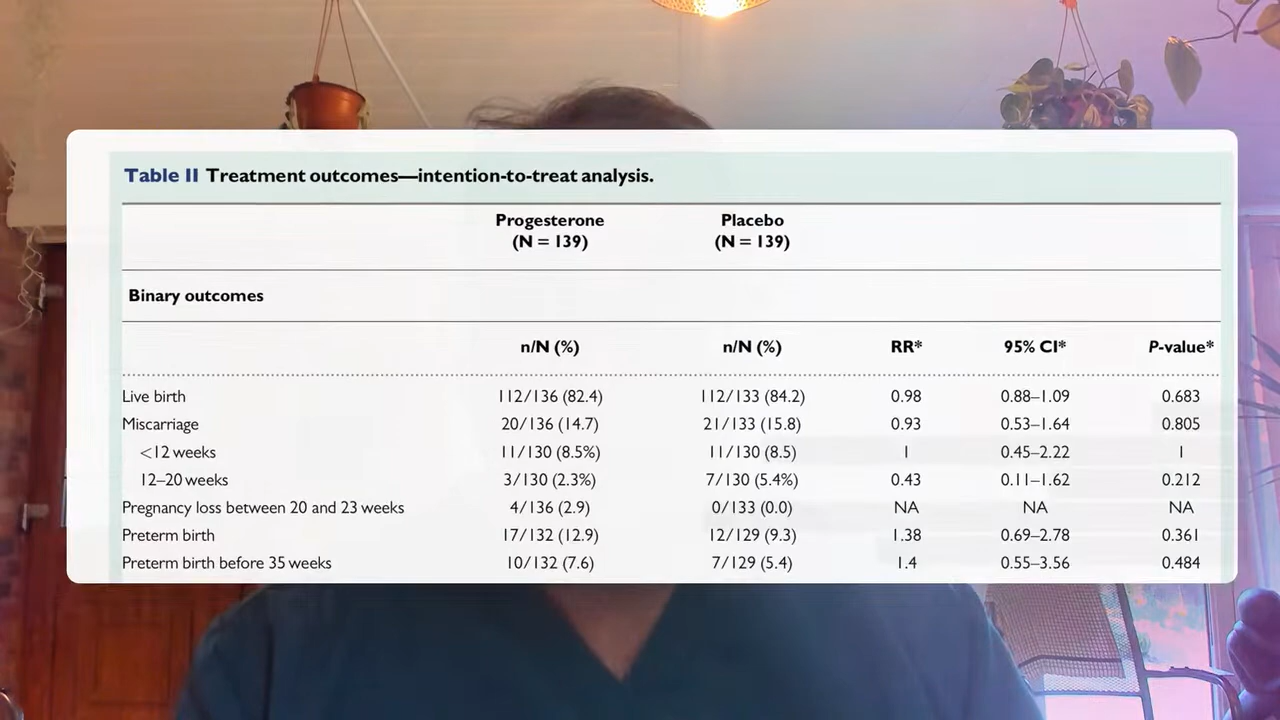 Table II Treatment outcomes—intention-to-treat analysis.
Progesterone Placebo
(N = 139) (N = 139)
Binary outcomes
n/N (%) n/N (%) RR* 95% CI* P-value*
Live birth 112/136 (82.4) 112/133 (84.2) 0.98 0.88–1.09 0.683
Miscarriage 20/136 (14.7) 21/133 (15.8) 0.93 0.53–1.64 0.805
<12 weeks 11/130 (8.5%) 11/130 (8.5) 1 0.45–2.22 1
12–20 weeks 3/130 (2.3%) 7/130 (5.4%) 0.43 0.11–1.62 0.212
Pregnancy loss between 20 and 23 weeks 4/136 (2.9) 0/133 (0.0) NA NA NA
Preterm birth 17/132 (12.9) 12/129 (9.3) 1.38 0.69–2.78 0.361
Preterm birth before 35 weeks 10/132 (7.6) 7/129 (5.4) 1.4 0.55–3.56 0.484